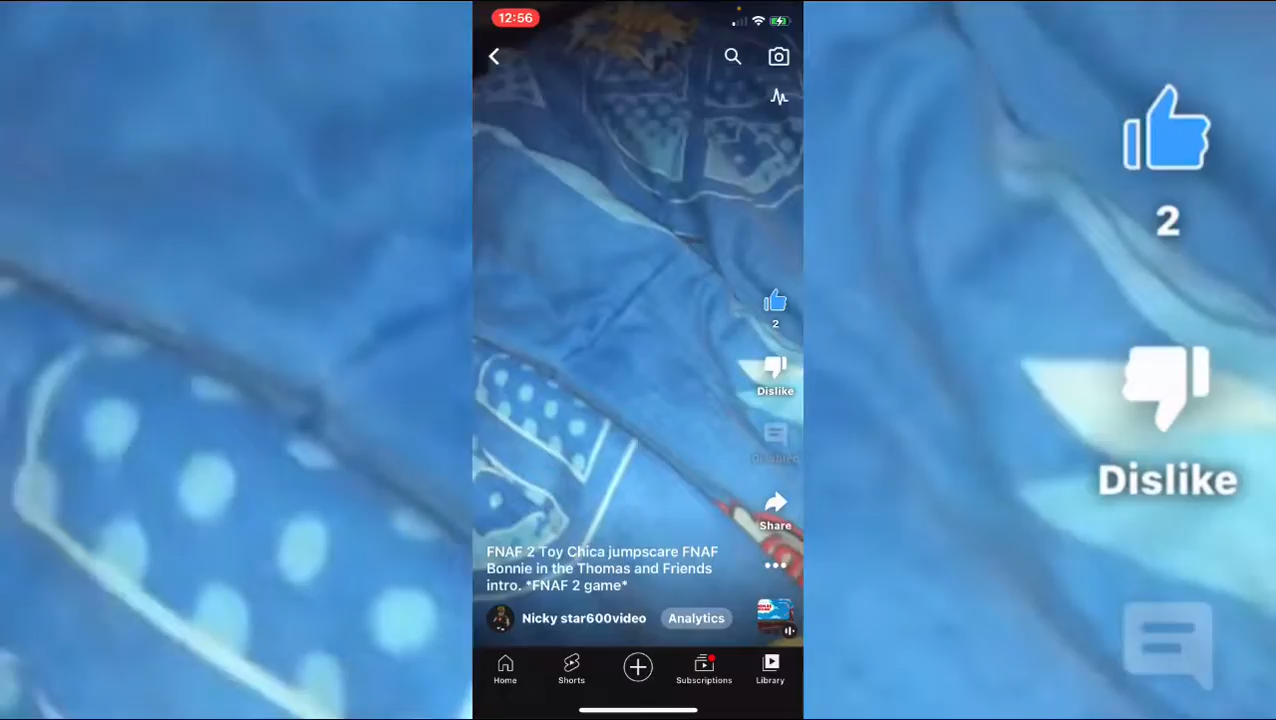 12:56
2
2
Dislike
Dislike
Disabled
Share
FNAF 2 Toy Chica jumpscare FNAF
Bonnie in the Thomas and Friends
intro. *FNAF 2 game*
Nicky star600video
Analytics
Home
Shorts
Subscriptions
Library